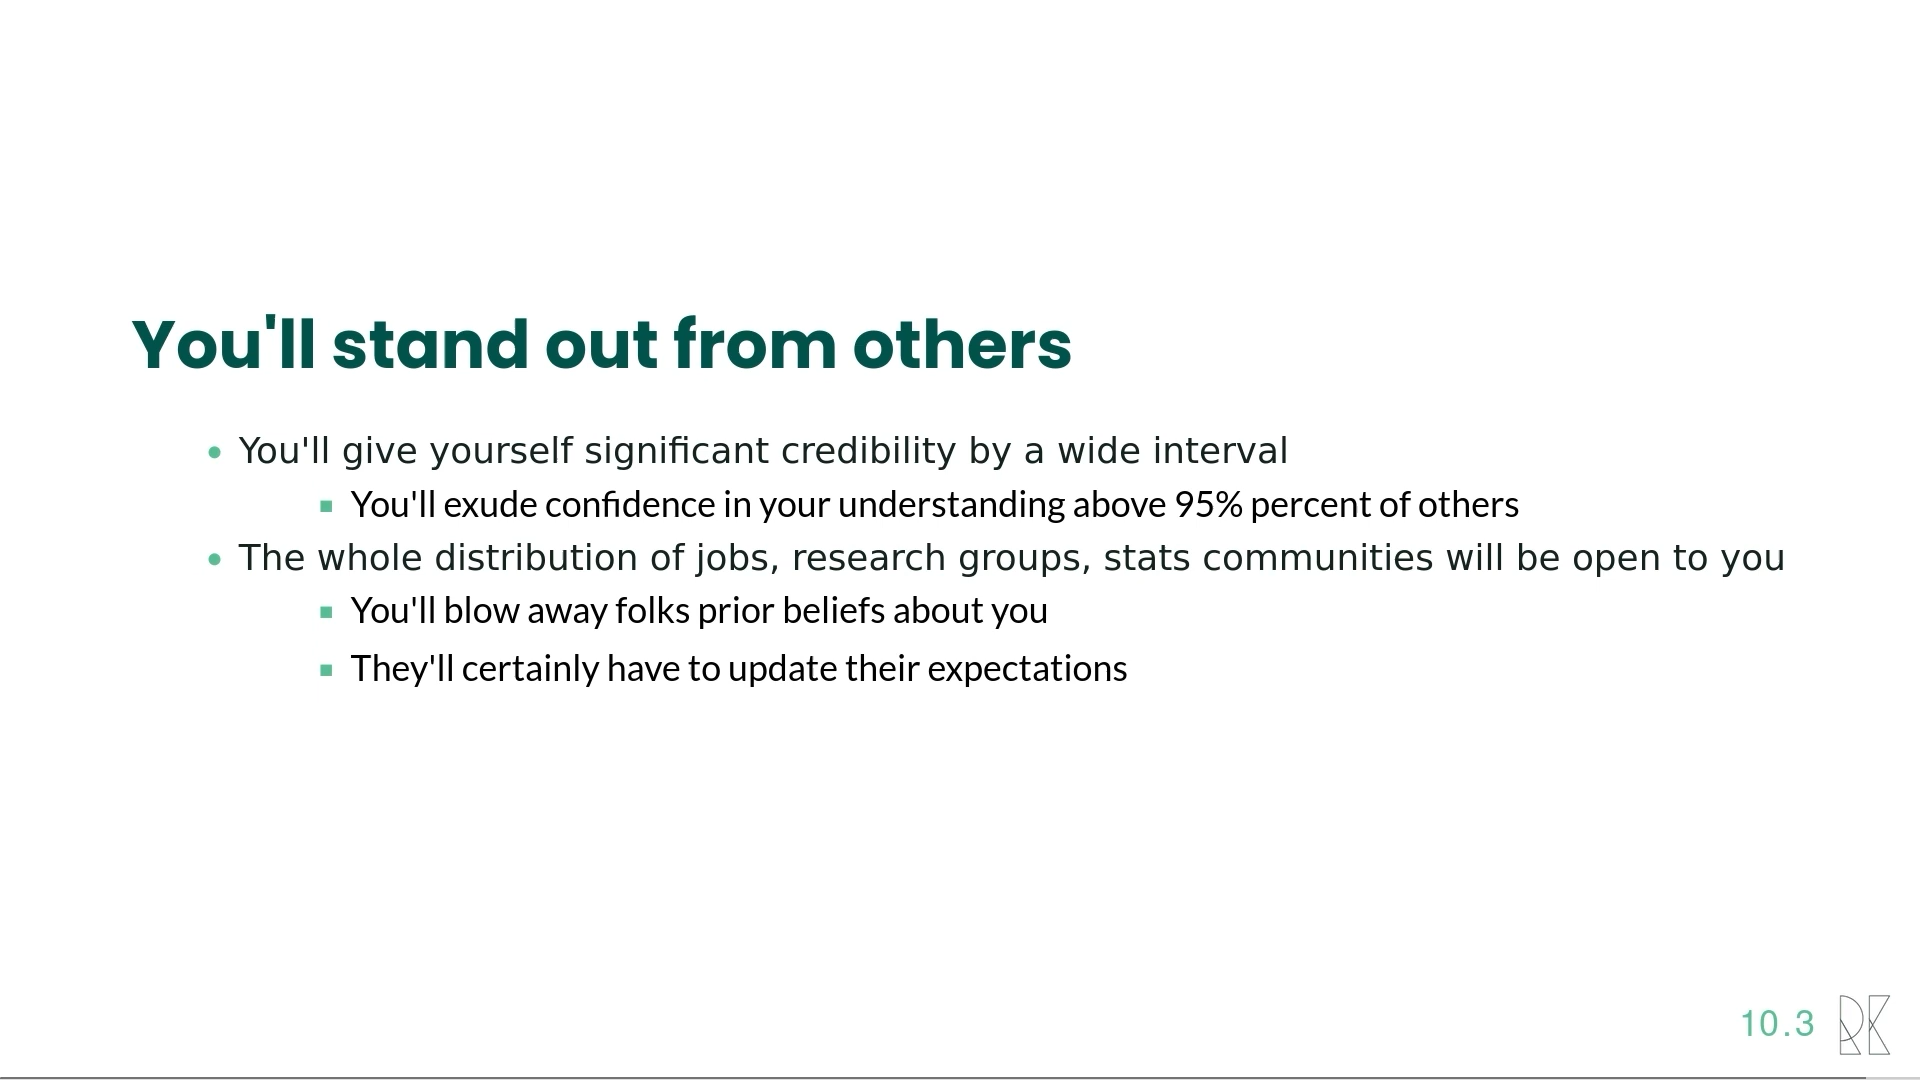 You'll stand out from others
You'll give yourself significant credibility by a wide interval
You'll exude confidence in your understanding above 95% percent of others
The whole distribution of jobs, research groups, stats communities will be open to you
You'll blow away folks prior beliefs about you
They'll certainly have to update their expectations
10.3 RK